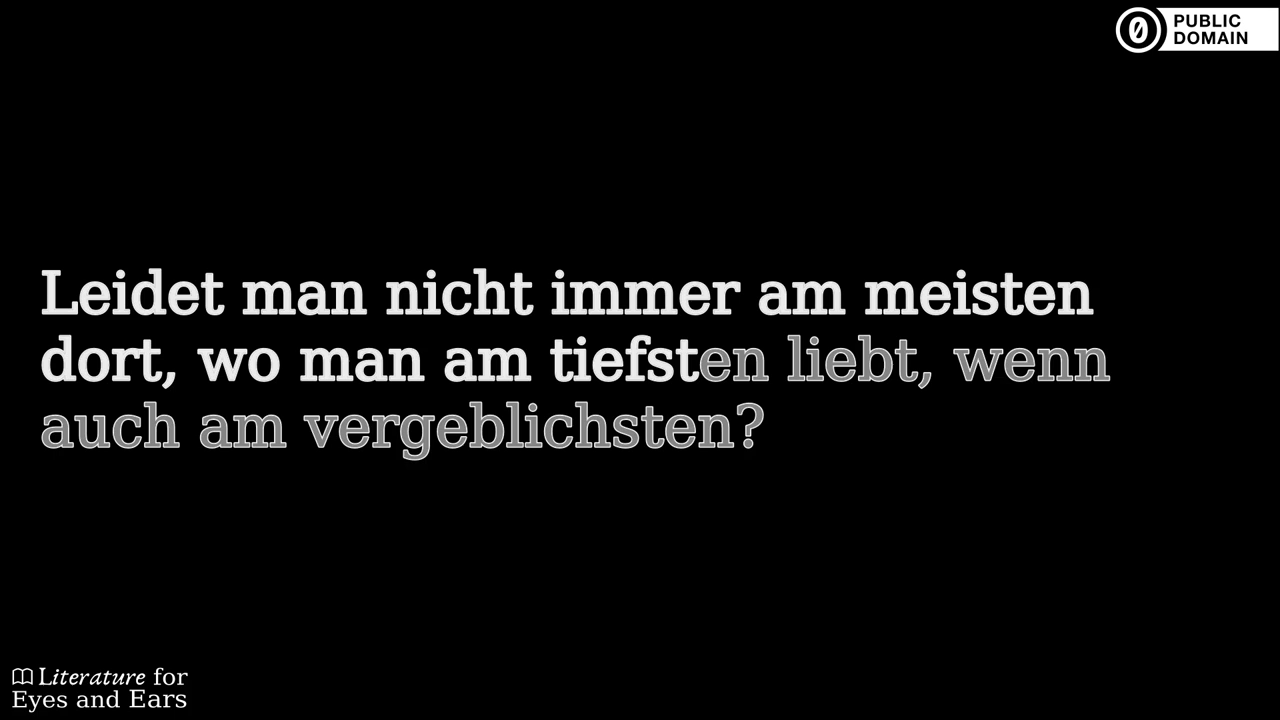 PUBLIC
DOMAIN
Leidet man nicht immer am meisten
dort, wo man am tiefsten liebt, wenn
auch am vergeblichsten?
Literature for
Eyes and Ears